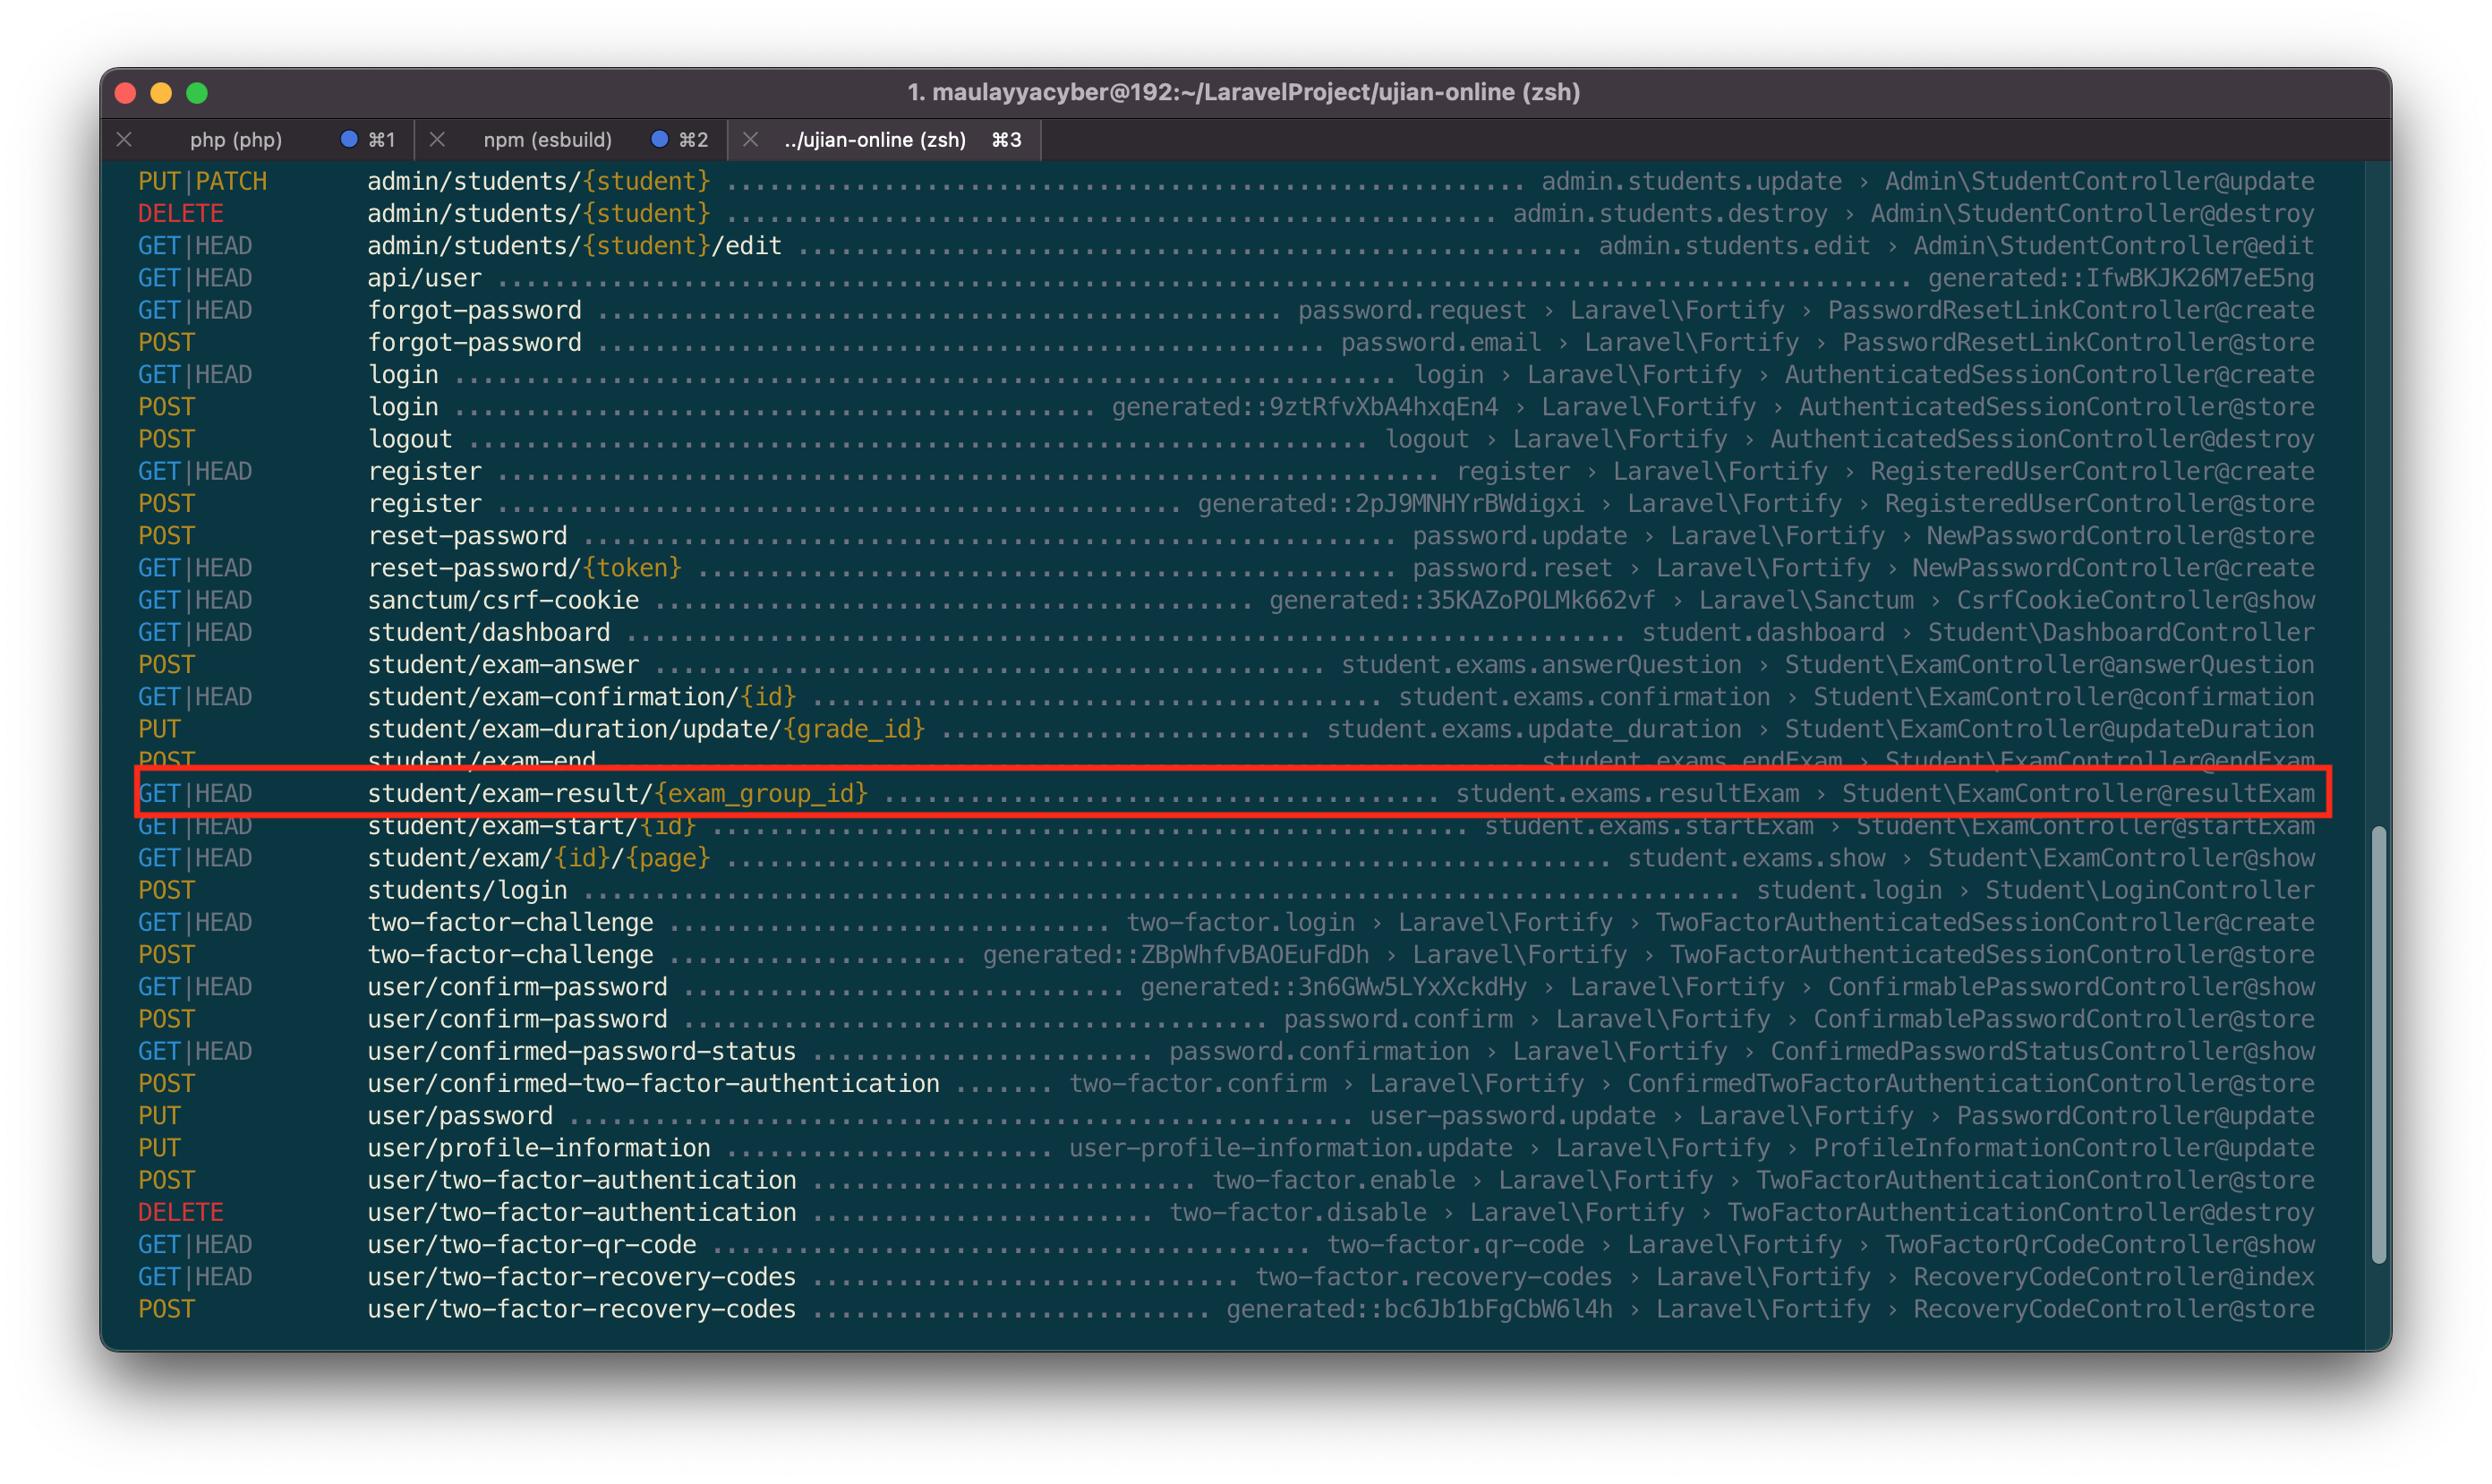 1. maulayyacyber@192:~/LaravelProject/ujian-online (zsh)
php (php) ⌘1 npm (esbuild) ⌘2 ../ujian-online (zsh) ⌘3
PUT|PATCH admin/students/{student} ........................................................ admin.students.update › Admin\StudentController@update
DELETE admin/students/{student} ...................................................... admin.students.destroy › Admin\StudentController@destroy
GET|HEAD admin/students/{student}/edit ....................................................... admin.students.edit › Admin\StudentController@edit
GET|HEAD api/user ................................................................................................... generated::IfwBKJK26M7eE5ng
GET|HEAD forgot-password ................................................ password.request › Laravel\Fortify › PasswordResetLinkController@create
POST forgot-password ................................................... password.email › Laravel\Fortify › PasswordResetLinkController@store
GET|HEAD login .................................................................. login › Laravel\Fortify › AuthenticatedSessionController@create
POST login ............................................. generated::9ztRfvXbA4hxqEn4 › Laravel\Fortify › AuthenticatedSessionController@store
POST logout ............................................................... logout › Laravel\Fortify › AuthenticatedSessionController@destroy
GET|HEAD register .................................................................. register › Laravel\Fortify › RegisteredUserController@create
POST register ................................................ generated::2pJ9MNHYrBWdigxi › Laravel\Fortify › RegisteredUserController@store
POST reset-password ......................................................... password.update › Laravel\Fortify › NewPasswordController@store
GET|HEAD reset-password/{token} ................................................. password.reset › Laravel\Fortify › NewPasswordController@create
GET|HEAD sanctum/csrf-cookie .......................................... generated::35KAZoPOLMk662vf › Laravel\Sanctum › CsrfCookieController@show
GET|HEAD student/dashboard ...................................................................... student.dashboard › Student\DashboardController
POST student/exam-answer ............................................... student.exams.answerQuestion › Student\ExamController@answerQuestion
GET|HEAD student/exam-confirmation/{id} ........................................ student.exams.confirmation › Student\ExamController@confirmation
PUT student/exam-duration/update/{grade_id} .......................... student.exams.update_duration › Student\ExamController@updateDuration
POST student/exam-end ................................................................. student.exams.endExam › Student\ExamController@endExam
GET|HEAD student/exam-result/{exam_group_id} ....................................... student.exams.resultExam › Student\ExamController@resultExam
GET|HEAD student/exam-start/{id} ..................................................... student.exams.startExam › Student\ExamController@startExam
GET|HEAD student/exam/{id}/{page} .............................................................. student.exams.show › Student\ExamController@show
POST students/login ................................................................................. student.login › Student\LoginController
GET|HEAD two-factor-challenge ............................... two-factor.login › Laravel\Fortify › TwoFactorAuthenticatedSessionController@create
POST two-factor-challenge ..................... generated::ZBpWhfvBAOEuFdDh › Laravel\Fortify › TwoFactorAuthenticatedSessionController@store
GET|HEAD user/confirm-password ............................... generated::3n6GWw5LYxXckdHy › Laravel\Fortify › ConfirmablePasswordController@show
POST user/confirm-password ......................................... password.confirm › Laravel\Fortify › ConfirmablePasswordController@store
GET|HEAD user/confirmed-password-status ........................ password.confirmation › Laravel\Fortify › ConfirmedPasswordStatusController@show
POST user/confirmed-two-factor-authentication ....... two-factor.confirm › Laravel\Fortify › ConfirmedTwoFactorAuthenticationController@store
PUT user/password ....................................................... user-password.update › Laravel\Fortify › PasswordController@update
PUT user/profile-information ....................... user-profile-information.update › Laravel\Fortify › ProfileInformationController@update
POST user/two-factor-authentication ........................... two-factor.enable › Laravel\Fortify › TwoFactorAuthenticationController@store
DELETE user/two-factor-authentication ........................ two-factor.disable › Laravel\Fortify › TwoFactorAuthenticationController@destroy
GET|HEAD user/two-factor-qr-code .......................................... two-factor.qr-code › Laravel\Fortify › TwoFactorQrCodeController@show
GET|HEAD user/two-factor-recovery-codes .............................. two-factor.recovery-codes › Laravel\Fortify › RecoveryCodeController@index
POST user/two-factor-recovery-codes ............................ generated::bc6Jb1bFgCbW6l4h › Laravel\Fortify › RecoveryCodeController@store